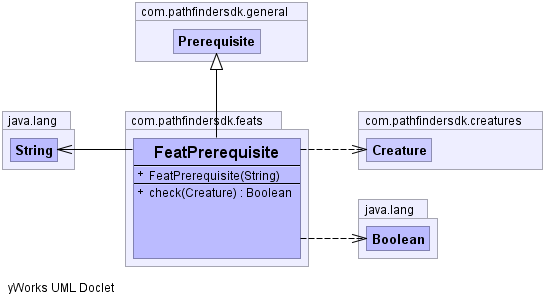 com.pathfindersdk.general
Prerequisite
java.lang
String
com.pathfindersdk.feats
FeatPrerequisite
+ FeatPrerequisite(String)
+ check(Creature) : Boolean
com.pathfindersdk.creatures
Creature
java.lang
Boolean
yWorks UML Doclet